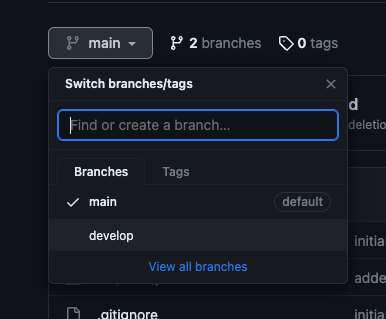 main 2 branches 0 tags
Switch branches/tags
d
Find or create a branch...
deletio
Branches Tags
main default
develop
initia
View all branches
adde
.gitignore initia